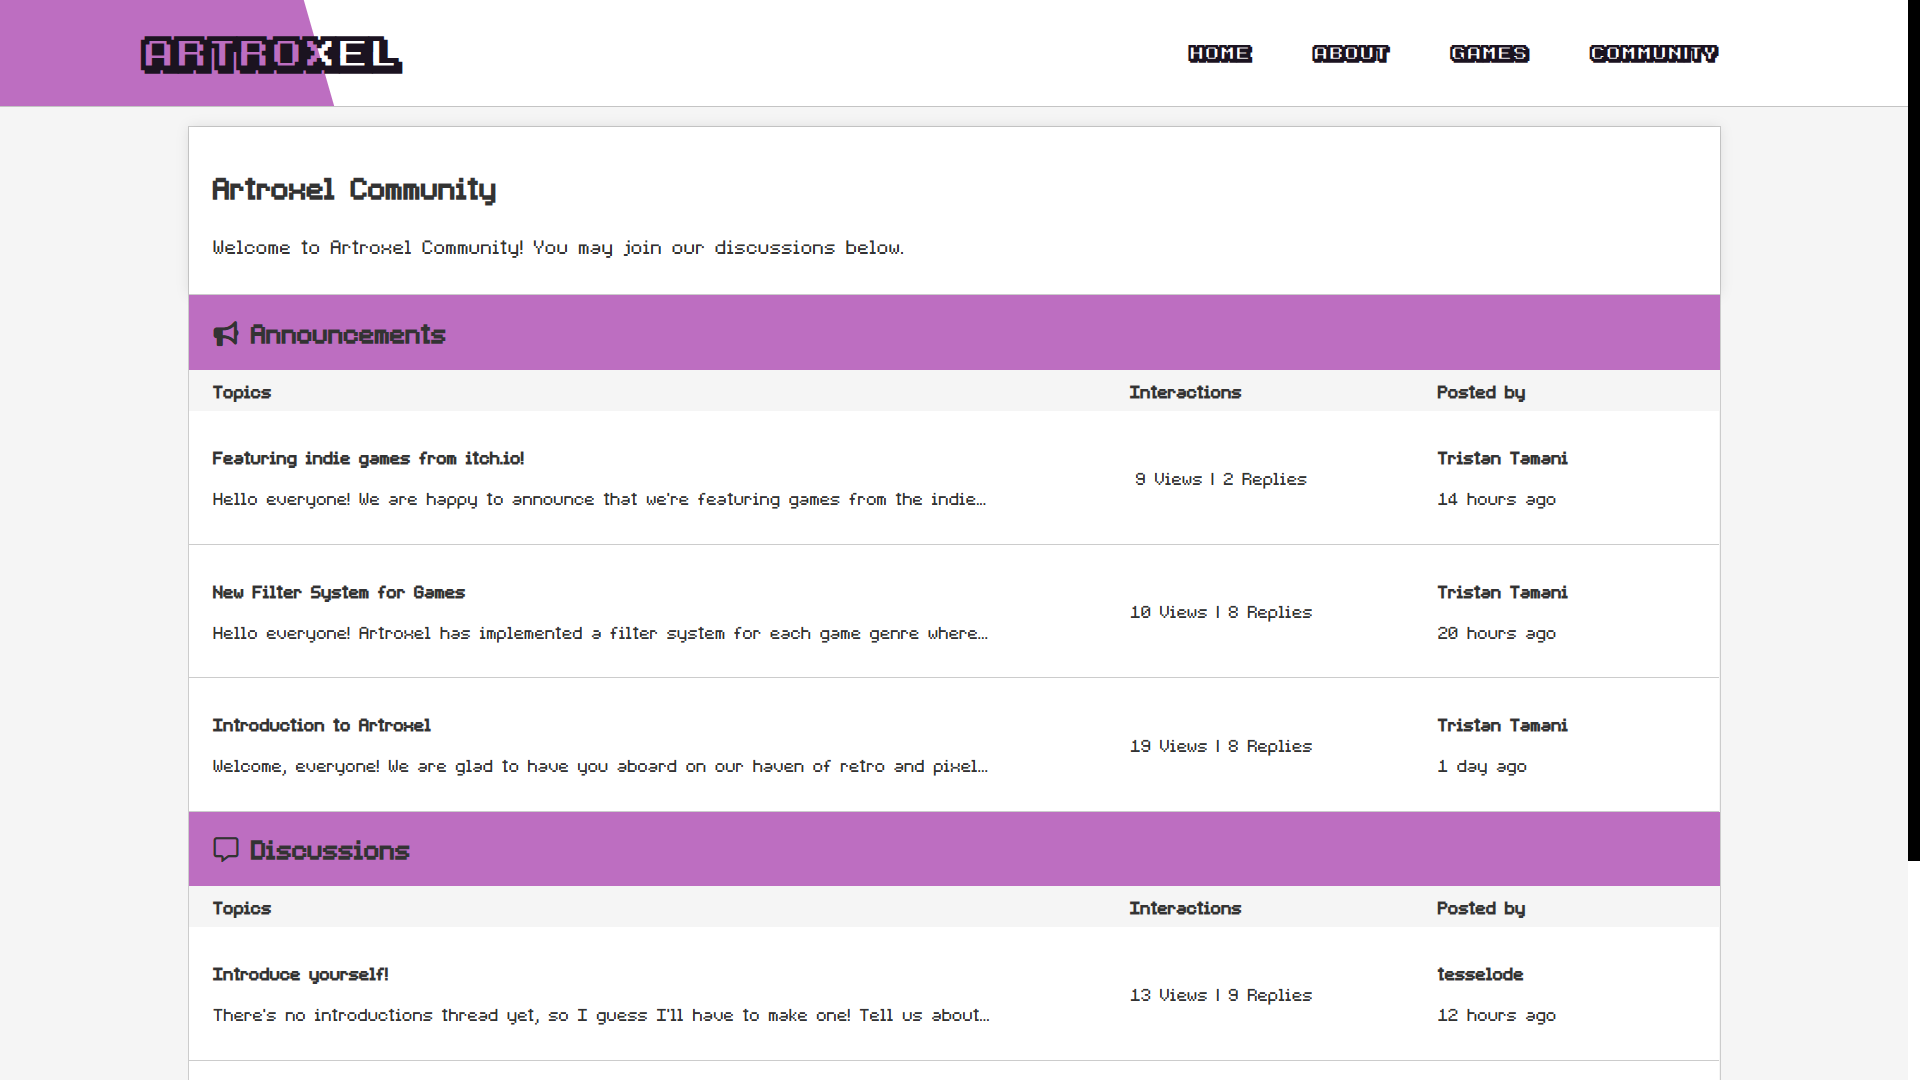 ARTROXEL
HOME ABOUT GAMES COMMUNITY
Artroxel Community
Welcome to Artroxel Community! You may join our discussions below.
Announcements
Topics Interactions Posted by
Featuring indie games from itch.io!
Hello everyone! We are happy to announce that we're featuring games from the indie...
9 Views | 2 Replies
Tristan Tamani
14 hours ago
New Filter System for Games
Hello everyone! Artroxel has implemented a filter system for each game genre where...
10 Views | 8 Replies
Tristan Tamani
20 hours ago
Introduction to Artroxel
Welcome, everyone! We are glad to have you aboard on our haven of retro and pixel...
19 Views | 8 Replies
Tristan Tamani
1 day ago
Discussions
Topics Interactions Posted by
Introduce yourself!
There's no introductions thread yet, so I guess I'll have to make one! Tell us about...
13 Views | 9 Replies
tesselode
12 hours ago